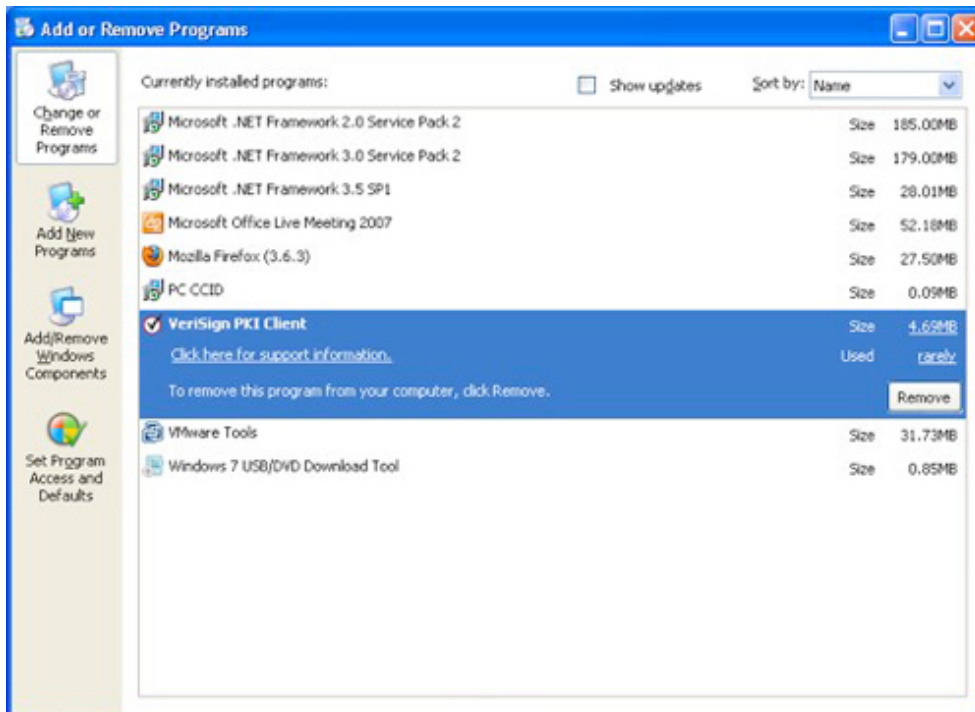 Add or Remove Programs
Change or
Remove
Programs
Add New
Programs
Add/Remove
Windows
Components
Set Program
Access and
Defaults
Currently installed programs: Show updates Sort by: Name
Microsoft .NET Framework 2.0 Service Pack 2 Size 185.00MB
Microsoft .NET Framework 3.0 Service Pack 2 Size 179.00MB
Microsoft .NET Framework 3.5 SP1 Size 28.01MB
Microsoft Office Live Meeting 2007 Size 52.18MB
Mozilla Firefox (3.6.3) Size 27.50MB
PC CCID Size 0.09MB
VeriSign PKI Client Size 4.69MB
Click here for support information. Used rarely
To remove this program from your computer, click Remove. Remove
VMware Tools Size 31.73MB
Windows 7 USB/DVD Download Tool Size 0.85MB